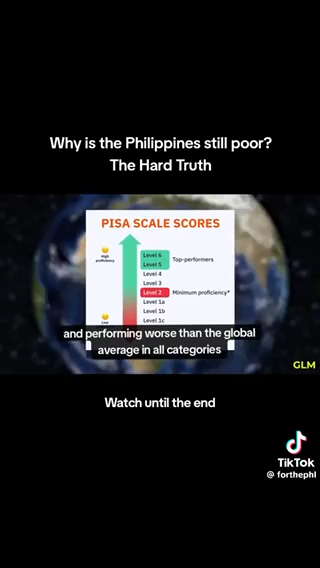 Why is the Philippines still poor?
The Hard Truth
PISA SCALE SCORES
High
proficiency
Level 6
Level 5
Top-performers
Level 4
Level 3
Level 2
Minimum proficiency*
Level 1a
Level 1b
Level 1c
Low
and performing worse than the global
average in all categories
GLM
Watch until the end
TikTok
@ forthephl